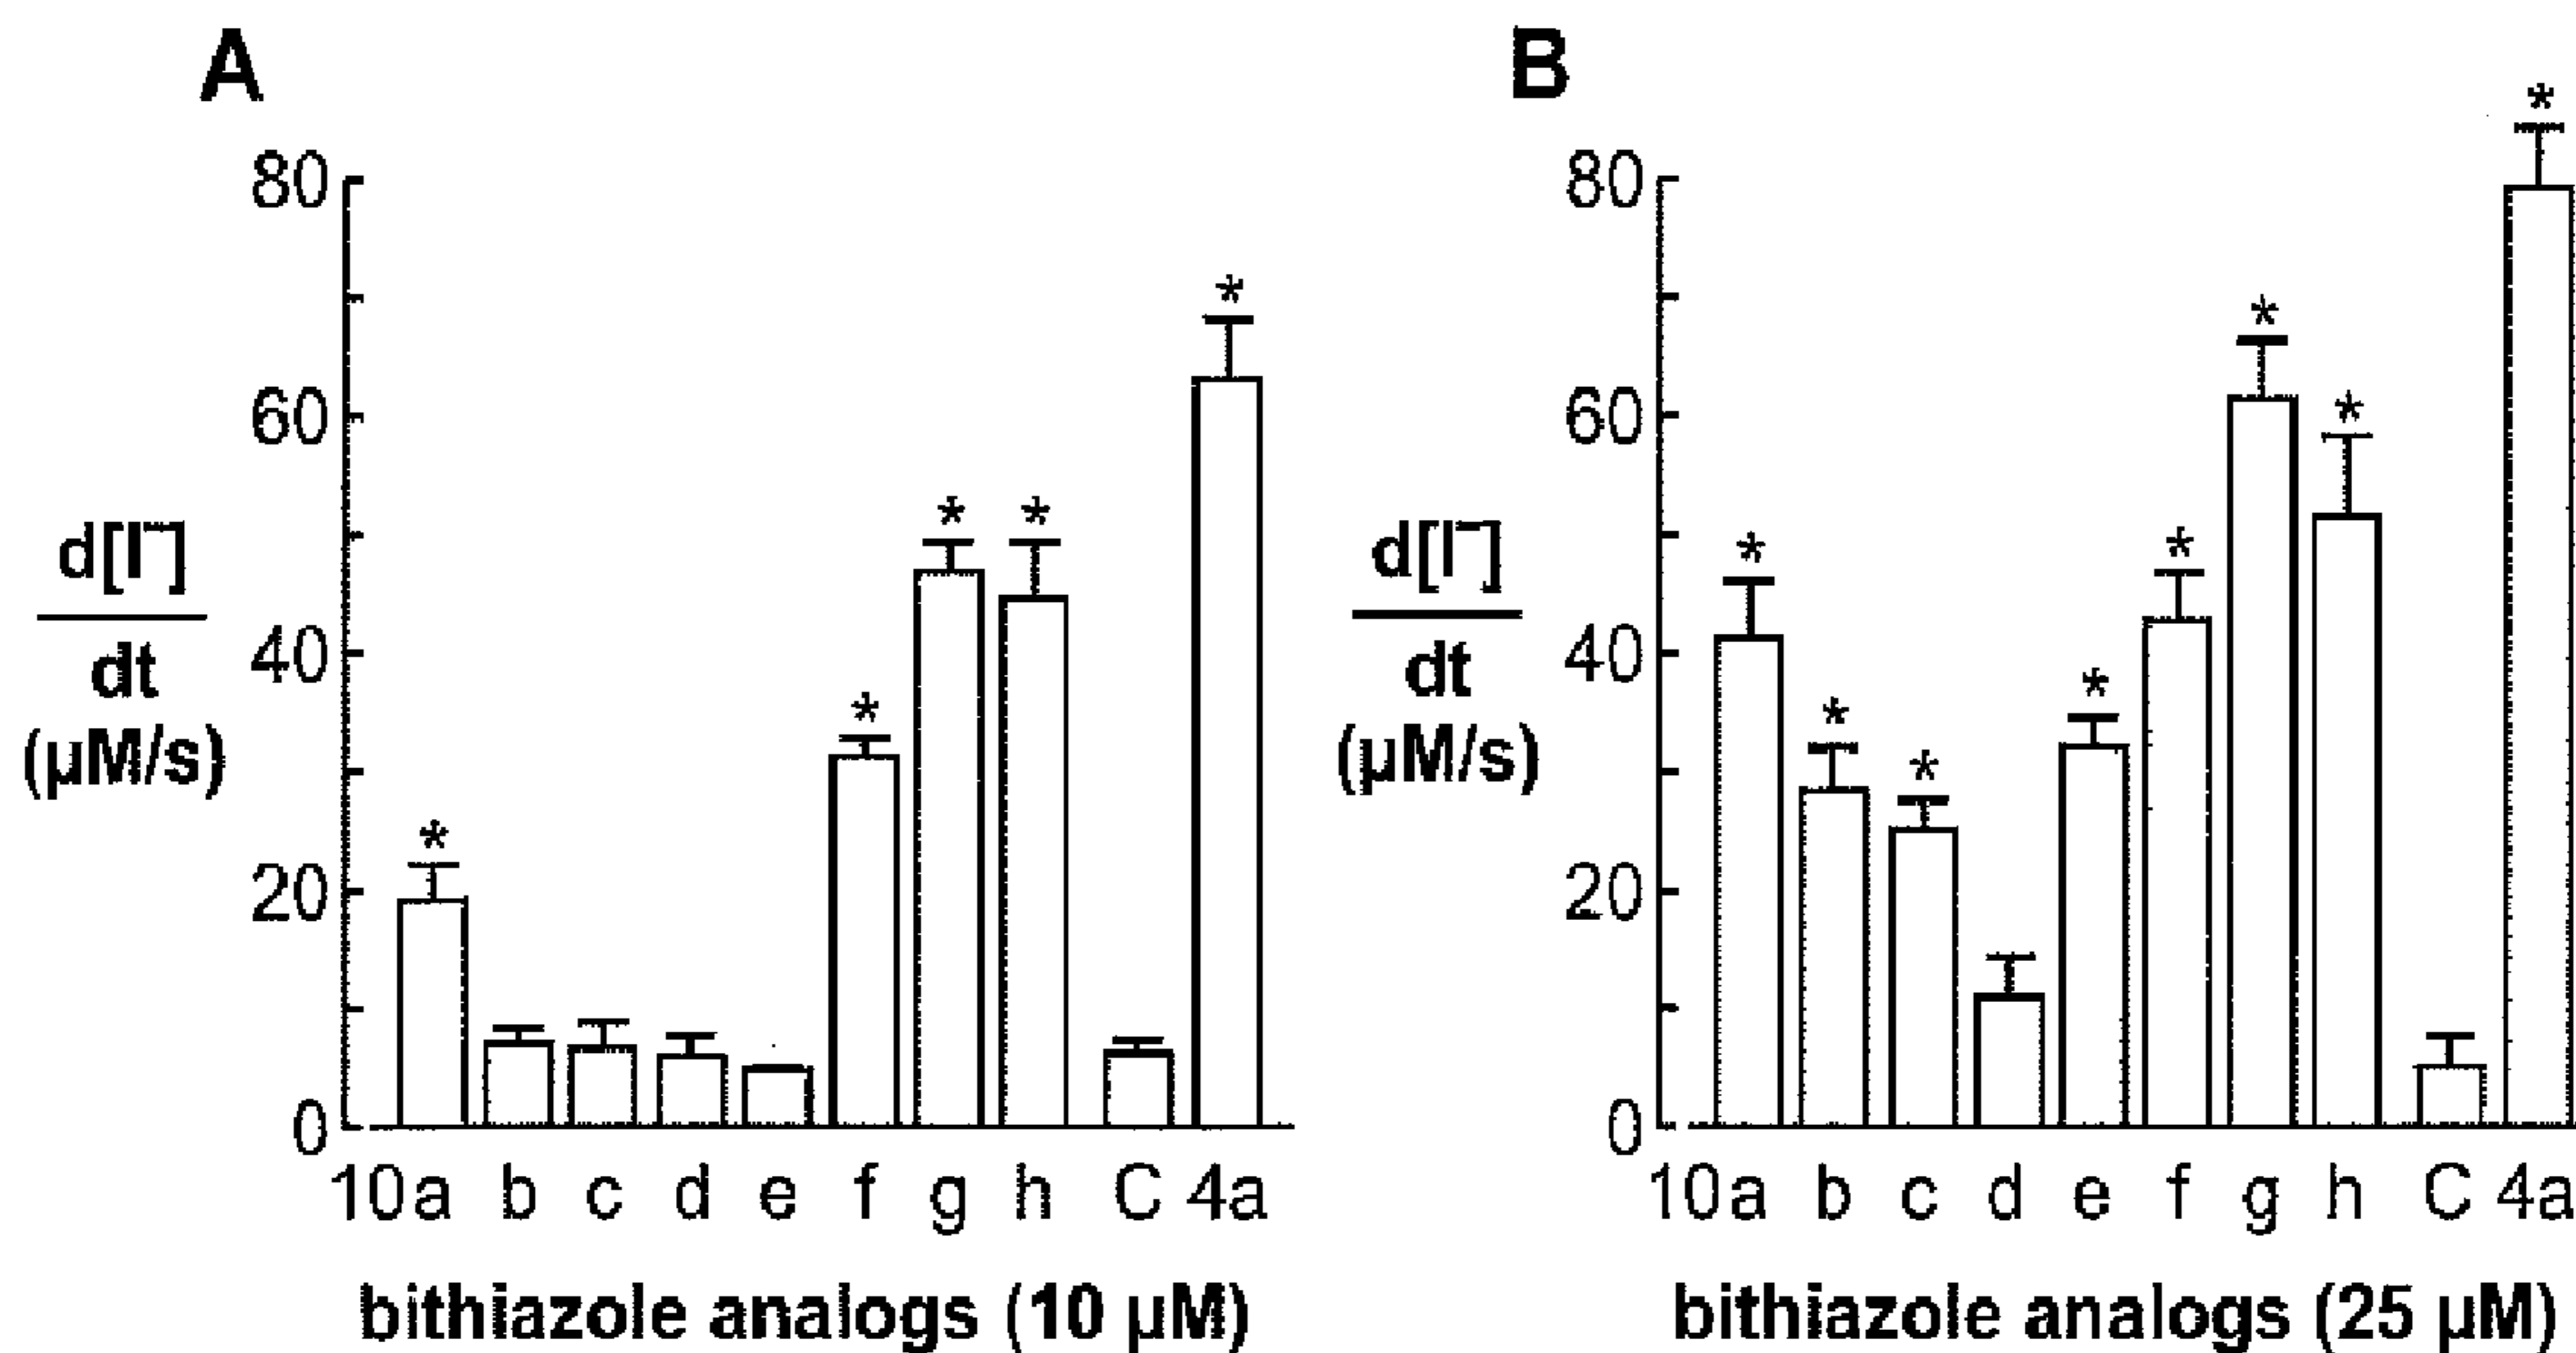 A
80
60
40
20
0
d[I⁻]
dt
(µM/s)
* * * * *
10a b c d e f g h C 4a
bithiazole analogs (10 µM)
B
80
60
40
20
0
d[I⁻]
dt
(µM/s)
* * * * * * * *
10a b c d e f g h C 4a
bithiazole analogs (25 µM)